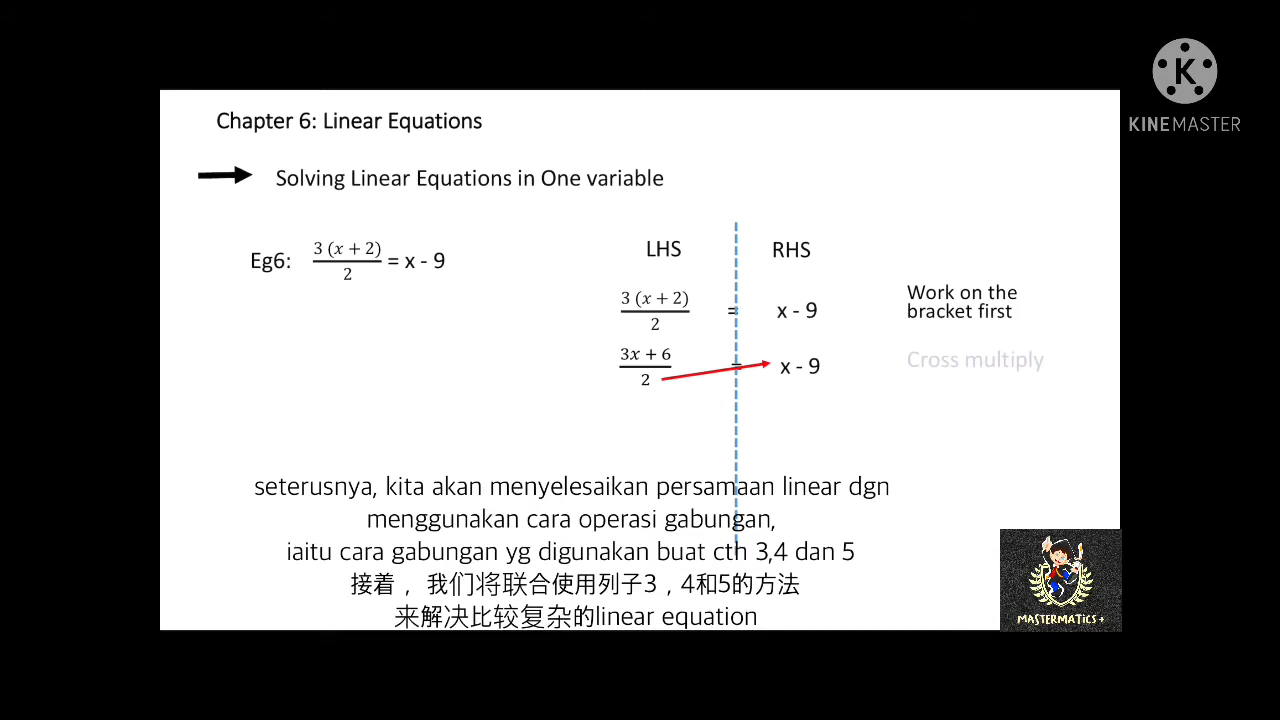 K
KINEMASTER
Chapter 6: Linear Equations
Solving Linear Equations in One variable
Eg6: 3 (x + 2)/2 = x - 9
LHS RHS
3 (x + 2)/2 = x - 9 Work on the
bracket first
3x + 6/2 = x - 9 Cross multiply
seterusnya, kita akan menyelesaikan persamaan linear dgn
menggunakan cara operasi gabungan,
iaitu cara gabungan yg digunakan buat cth 3,4 dan 5
接着，我们将联合使用列子3，4和5的方法
来解决比较复杂的linear equation
MASTERMATICS +